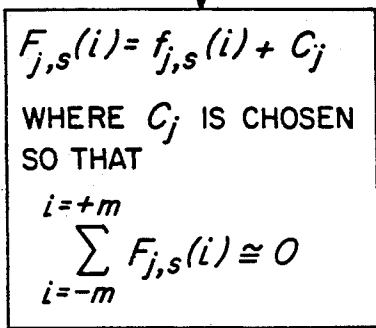 F_{j,s}(i) = f_{j,s}(i) + C_j
WHERE C_j IS CHOSEN
SO THAT
i=+m
∑ F_{j,s}(i) ≅ 0
i=-m